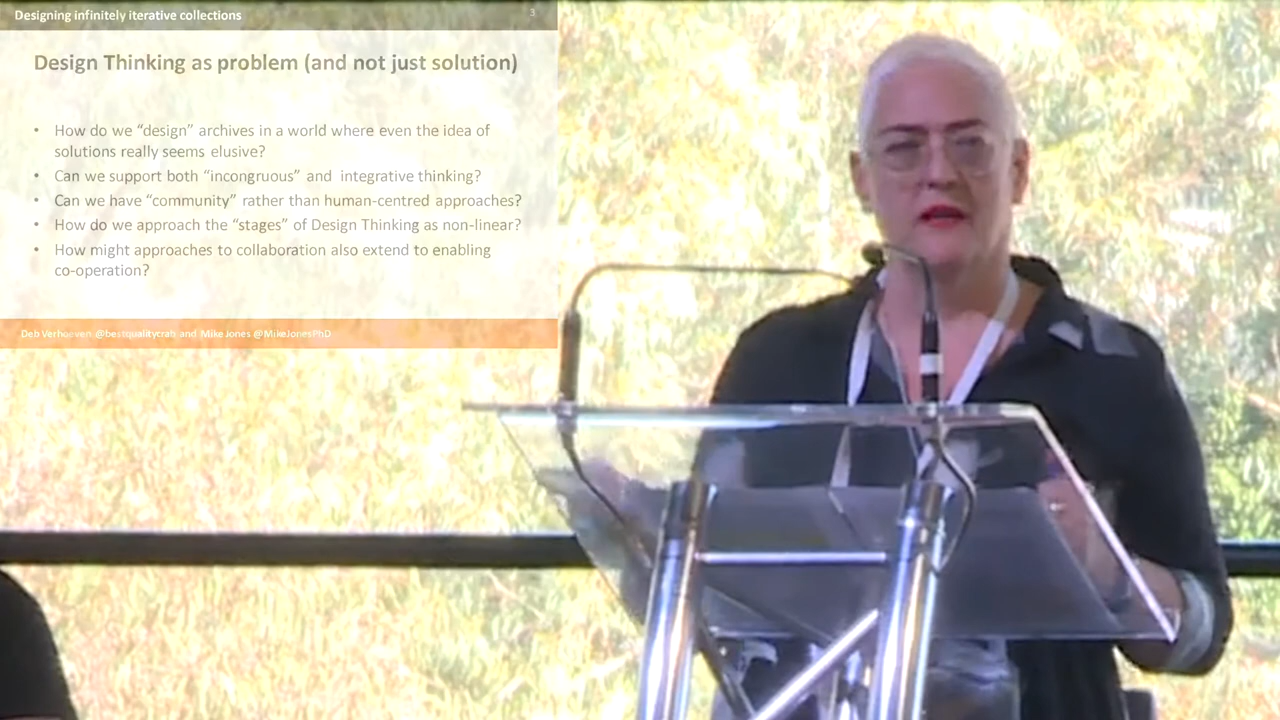 Designing infinitely iterative collections
3
Design Thinking as problem (and not just solution)
• How do we “design” archives in a world where even the idea of
solutions really seems elusive?
• Can we support both “incongruous” and integrative thinking?
• Can we have “community” rather than human-centred approaches?
• How do we approach the “stages” of Design Thinking as non-linear?
• How might approaches to collaboration also extend to enabling
co-operation?
Deb Verhoeven @bestqualitycrab and Mike Jones @MikeJonesPhD